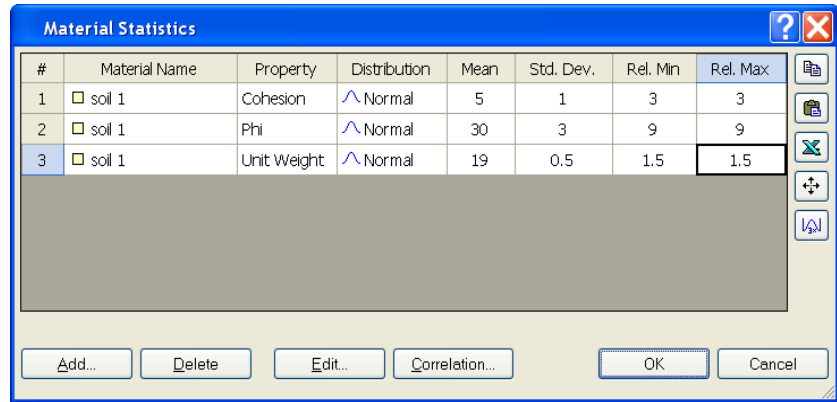 Material Statistics
# Material Name Property Distribution Mean Std. Dev. Rel. Min Rel. Max
1 soil 1 Cohesion Normal 5 1 3 3
2 soil 1 Phi Normal 30 3 9 9
3 soil 1 Unit Weight Normal 19 0.5 1.5 1.5
Add... Delete Edit... Correlation... OK Cancel